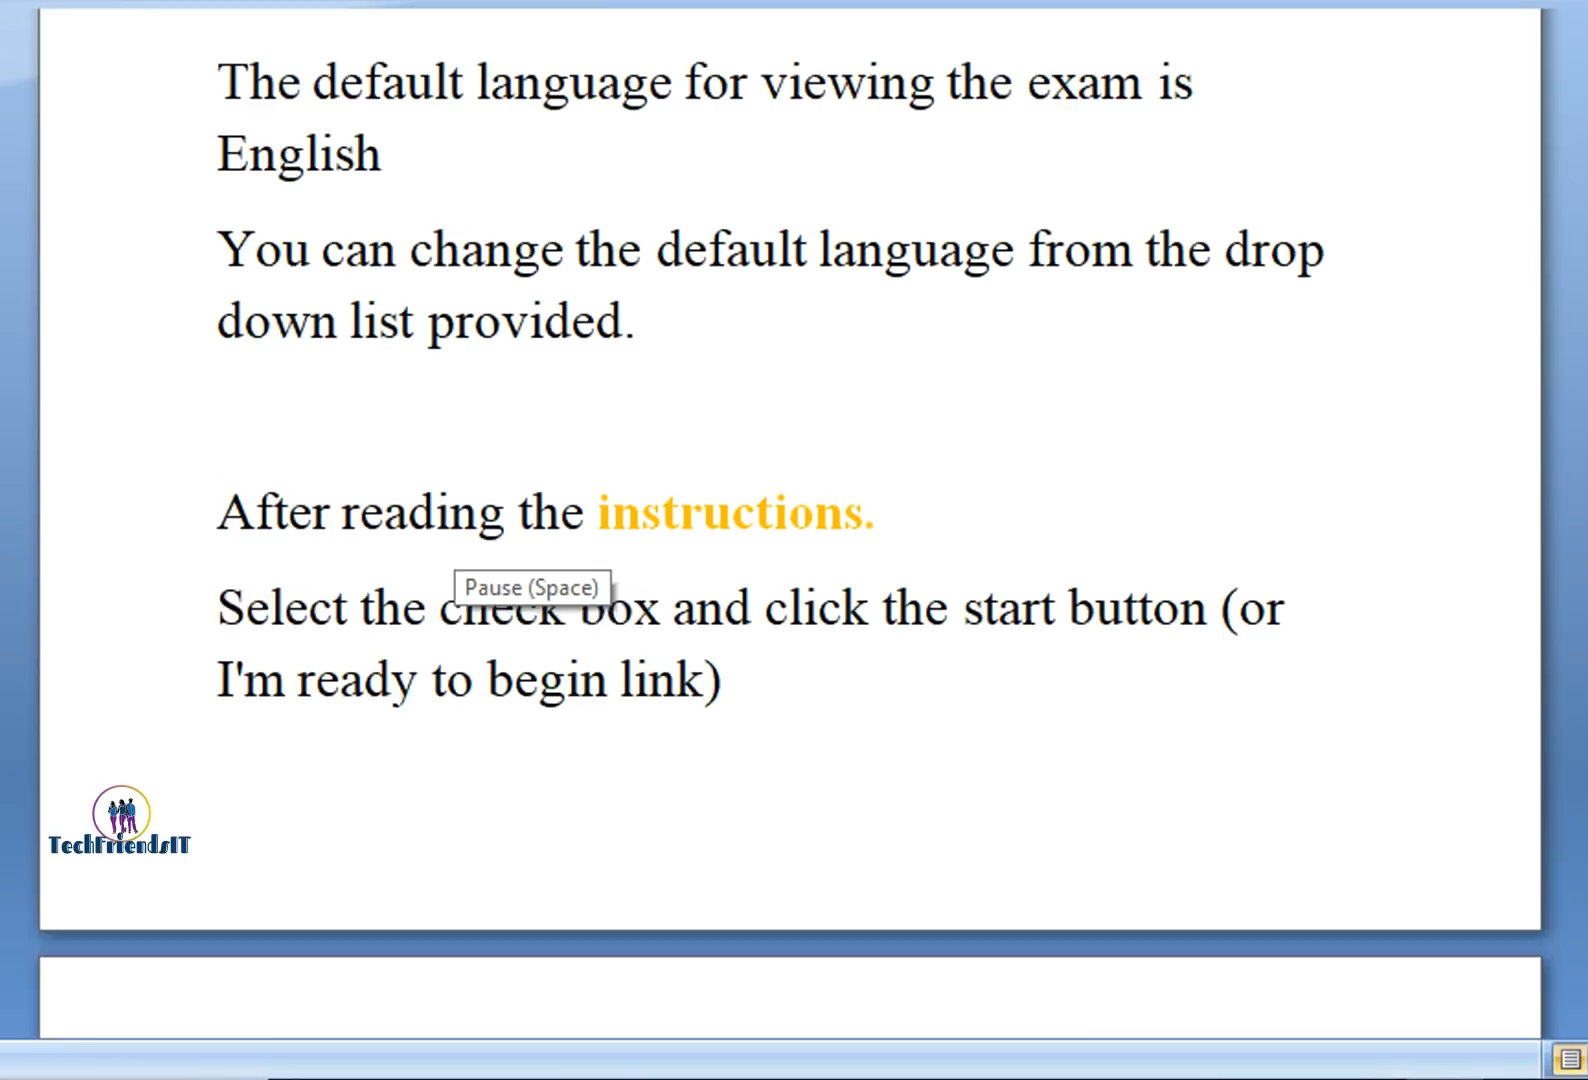 The default language for viewing the exam is
English
You can change the default language from the drop
down list provided.
After reading the instructions.
Pause (Space)
Select the check box and click the start button (or
I'm ready to begin link)
TechFriendsIT